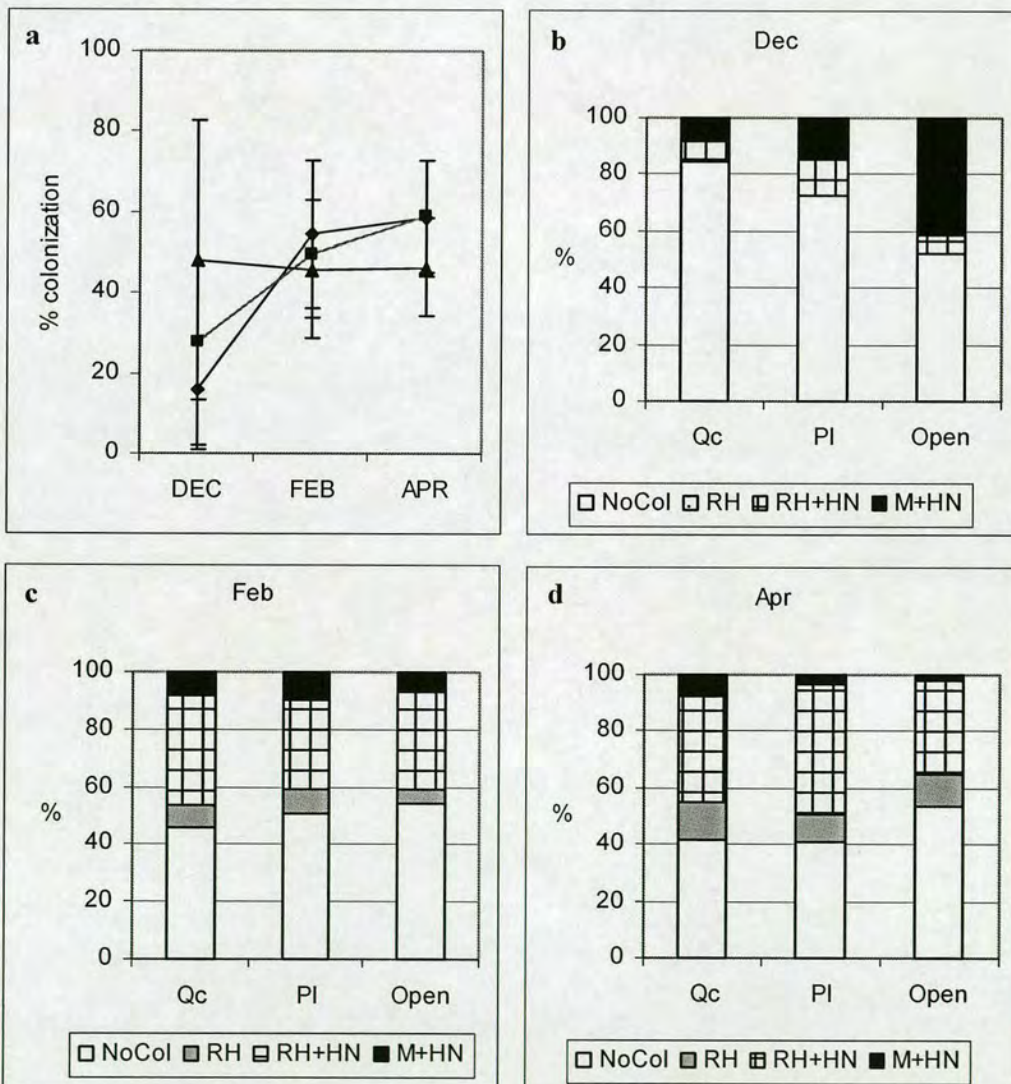 a
100
80
60
40
20
0
% colonization
DEC FEB APR
b Dec
100
80
60
40
20
0
%
Qc Pl Open
NoCol RH RH+HN M+HN
c Feb
100
80
60
40
20
0
%
Qc Pl Open
NoCol RH RH+HN M+HN
d Apr
100
80
60
40
20
0
%
Qc Pl Open
NoCol RH RH+HN M+HN